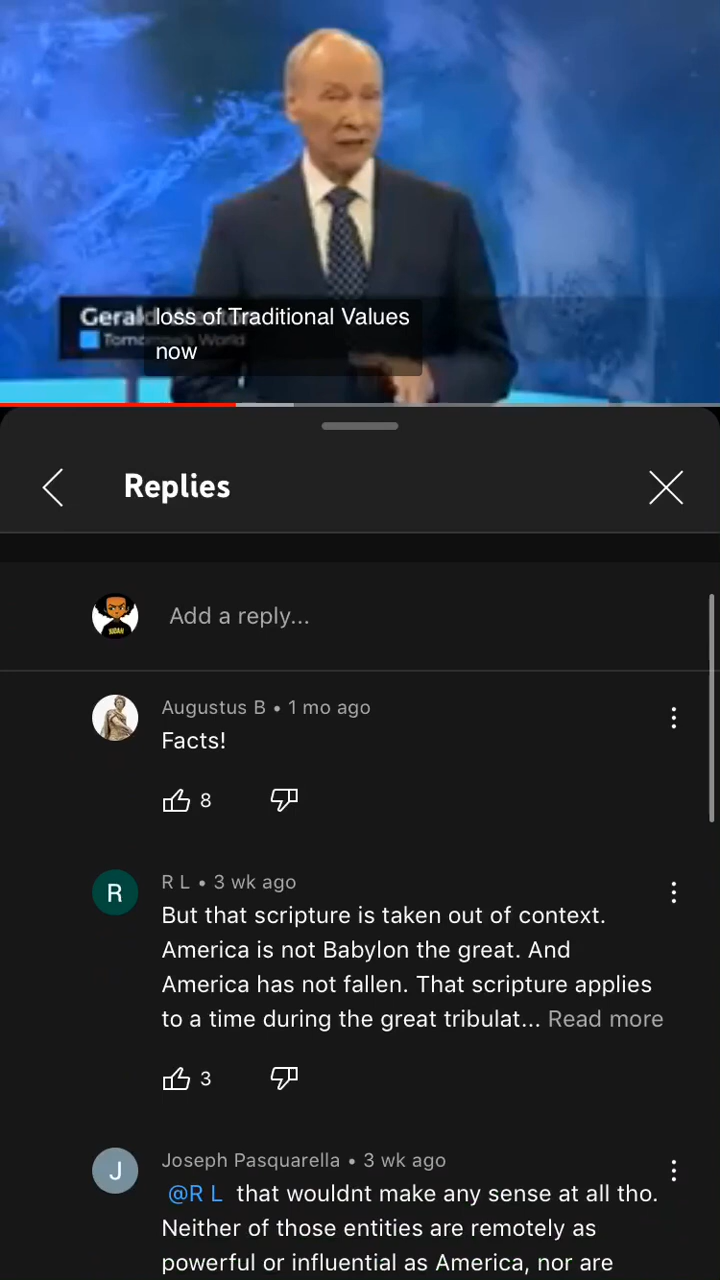 Gerald
loss of Traditional Values
now
Tomorrow's World
Replies
Add a reply...
Augustus B • 1 mo ago
Facts!
8
R
R L • 3 wk ago
But that scripture is taken out of context.
America is not Babylon the great. And
America has not fallen. That scripture applies
to a time during the great tribulat... Read more
3
J
Joseph Pasquarella • 3 wk ago
@R L that wouldnt make any sense at all tho.
Neither of those entities are remotely as
powerful or influential as America, nor are